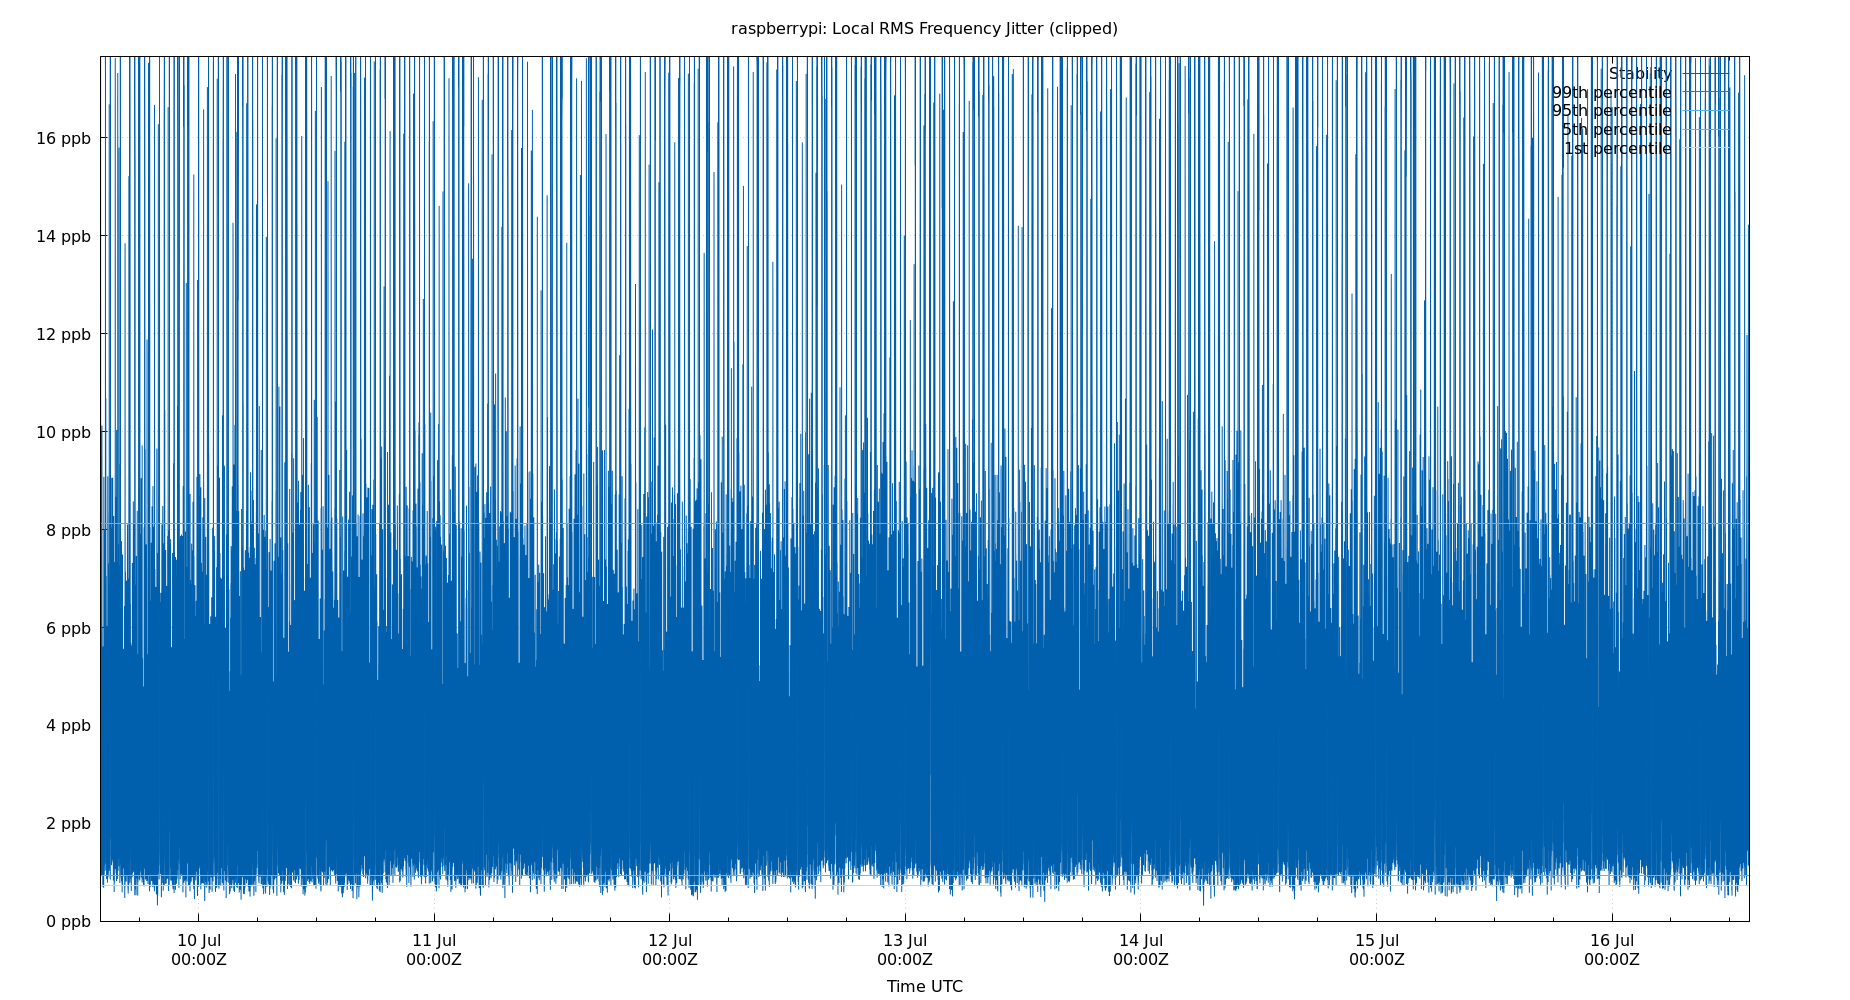 raspberrypi: Local RMS Frequency Jitter (clipped)
Stability
99th percentile
95th percentile
5th percentile
1st percentile
16 ppb
14 ppb
12 ppb
10 ppb
8 ppb
6 ppb
4 ppb
2 ppb
0 ppb
10 Jul 11 Jul 12 Jul 13 Jul 14 Jul 15 Jul 16 Jul
00:00Z 00:00Z 00:00Z 00:00Z 00:00Z 00:00Z 00:00Z
Time UTC